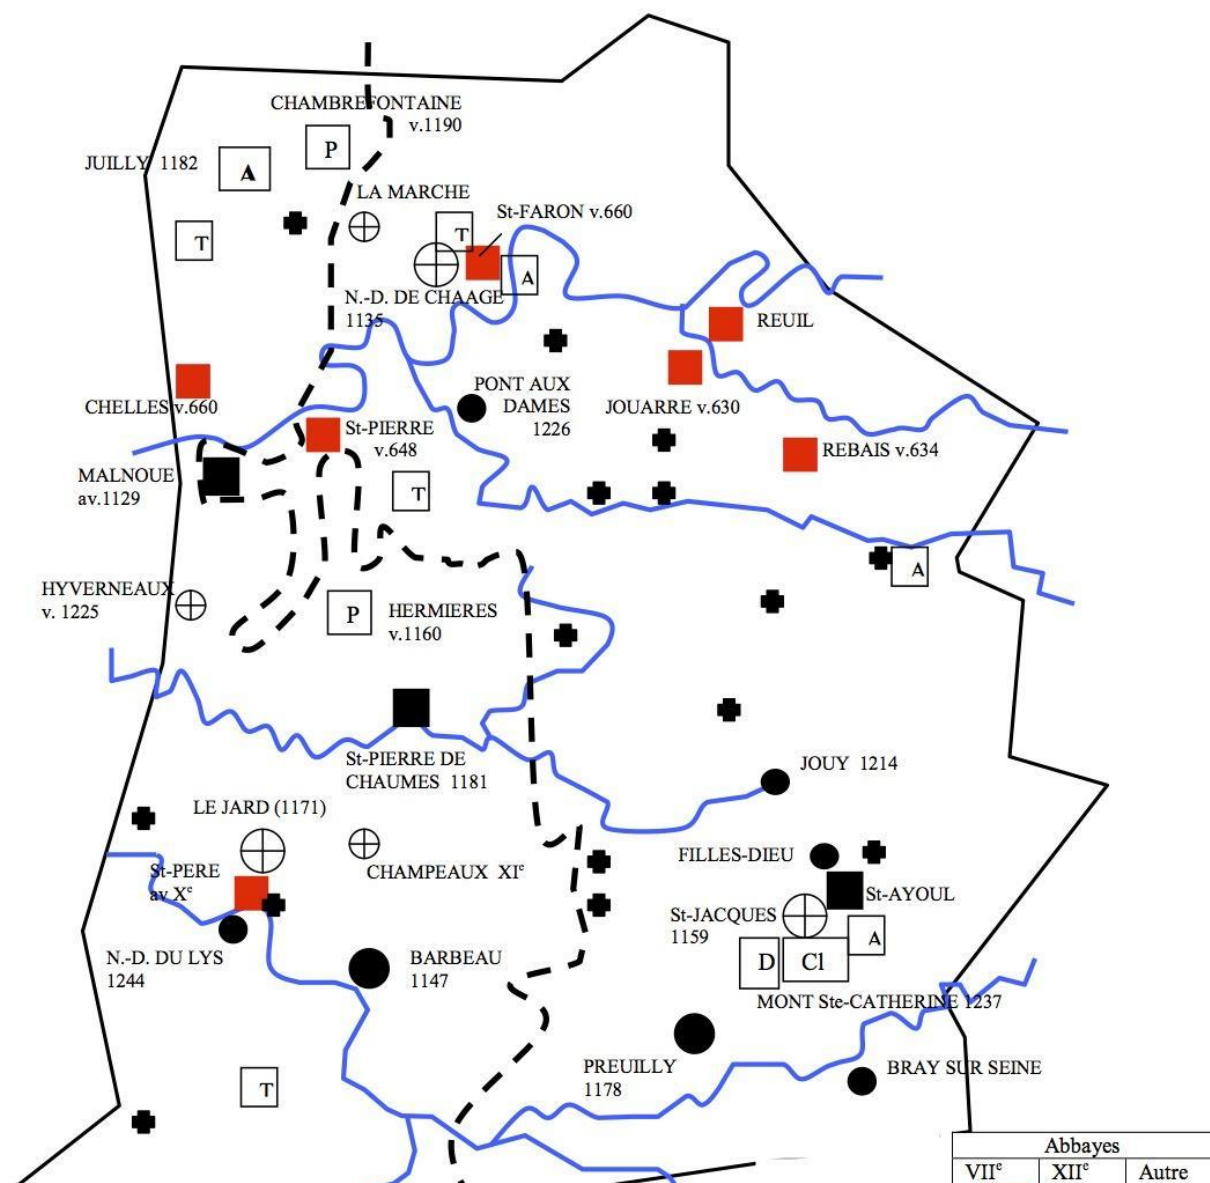 CHAMBREFONTAINE
v.1190
P
JUILLY 1182
A
LA MARCHE
St-FARON v.660
T
T
A
N.-D. DE CHAAGE
1135
REUIL
PONT AUX
DAMES
1226
CHELLES v.660
JOUARRE v.630
St-PIERRE
v.648
REBAIS v.634
MALNOUE
av.1129
T
A
HYVERNEAUX
v. 1225
P
HERMIERES
v.1160
St-PIERRE DE
CHAUMES 1181
JOUY 1214
LE JARD (1171)
FILLES-DIEU
CHAMPEAUX XIe
St-PERE
av Xe
St-AYOUL
St-JACQUES
1159
A
N.-D. DU LYS
1244
BARBEAU
1147
D
Cl
MONT Ste-CATHERINE 1237
PREUILLY
1178
BRAY SUR SEINE
T
Abbayes
VIIe XIIe Autre